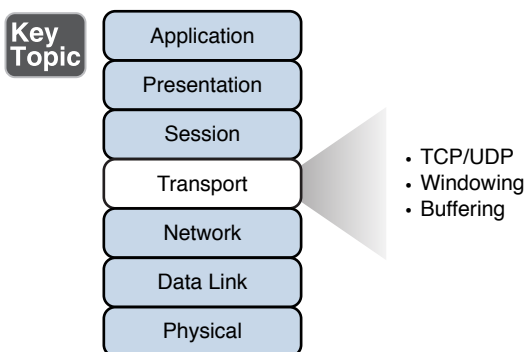 Key
Topic
Application
Presentation
Session
Transport
Network
Data Link
Physical
• TCP/UDP
• Windowing
• Buffering